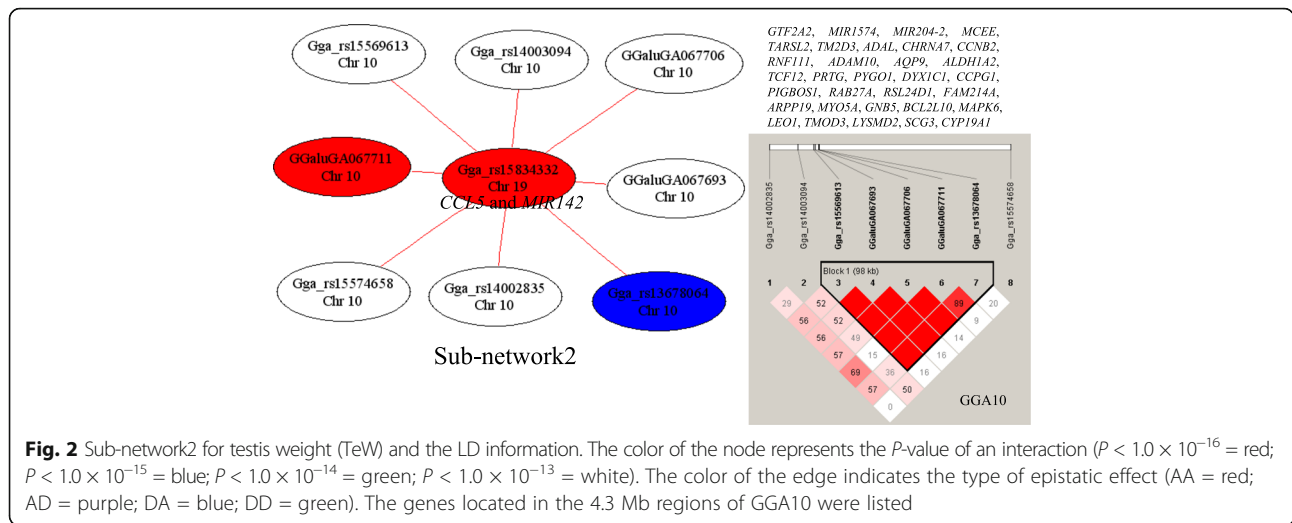 Gga_rs15569613
Chr 10
Gga_rs14003094
Chr 10
GGaluGA067706
Chr 10
GGaluGA067711
Chr 10
Gga_rs15834332
Chr 19
CCL5 and MIR142
GGaluGA067693
Chr 10
Gga_rs15574658
Chr 10
Gga_rs14002835
Chr 10
Gga_rs13678064
Chr 10
Sub-network2
GTF2A2, MIR1574, MIR204-2, MCEE,
TARSL2, TM2D3, ADAL, CHRNA7, CCNB2,
RNF111, ADAM10, AQP9, ALDH1A2,
TCF12, PRTG, PYGO1, DYX1C1, CCPG1,
PIGBOS1, RAB27A, RSL24D1, FAM214A,
ARPP19, MYO5A, GNB5, BCL2L10, MAPK6,
LEO1, TMOD3, LYSMD2, SCG3, CYP19A1
Gga_rs14002835
Gga_rs14003094
Gga_rs15569613
GGaluGA067693
GGaluGA067706
GGaluGA067711
Gga_rs13678064
Gga_rs15574658
Block 1 (98 kb)
1 2 3 4 5 6 7 8
29 52 89 20
56 52 9
56 49 14
57 15 16
69 36 16
57 50
0
GGA10
Fig. 2 Sub-network2 for testis weight (TeW) and the LD information. The color of the node represents the P-value of an interaction (P < 1.0 × 10⁻¹⁶ = red;
P < 1.0 × 10⁻¹⁵ = blue; P < 1.0 × 10⁻¹⁴ = green; P < 1.0 × 10⁻¹³ = white). The color of the edge indicates the type of epistatic effect (AA = red;
AD = purple; DA = blue; DD = green). The genes located in the 4.3 Mb regions of GGA10 were listed